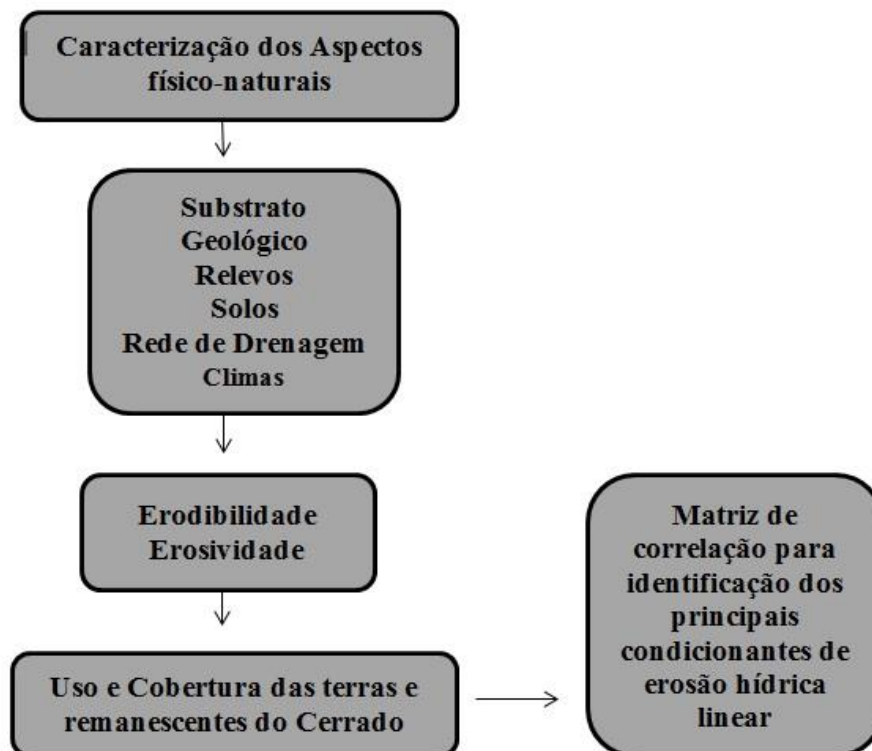 Caracterização dos Aspectos
físico-naturais
Substrato
Geológico
Relevos
Solos
Rede de Drenagem
Climas
Erodibilidade
Erosividade
Uso e Cobertura das terras e
remanescentes do Cerrado
Matriz de
correlação para
identificação dos
principais
condicionantes de
erosão hídrica
linear